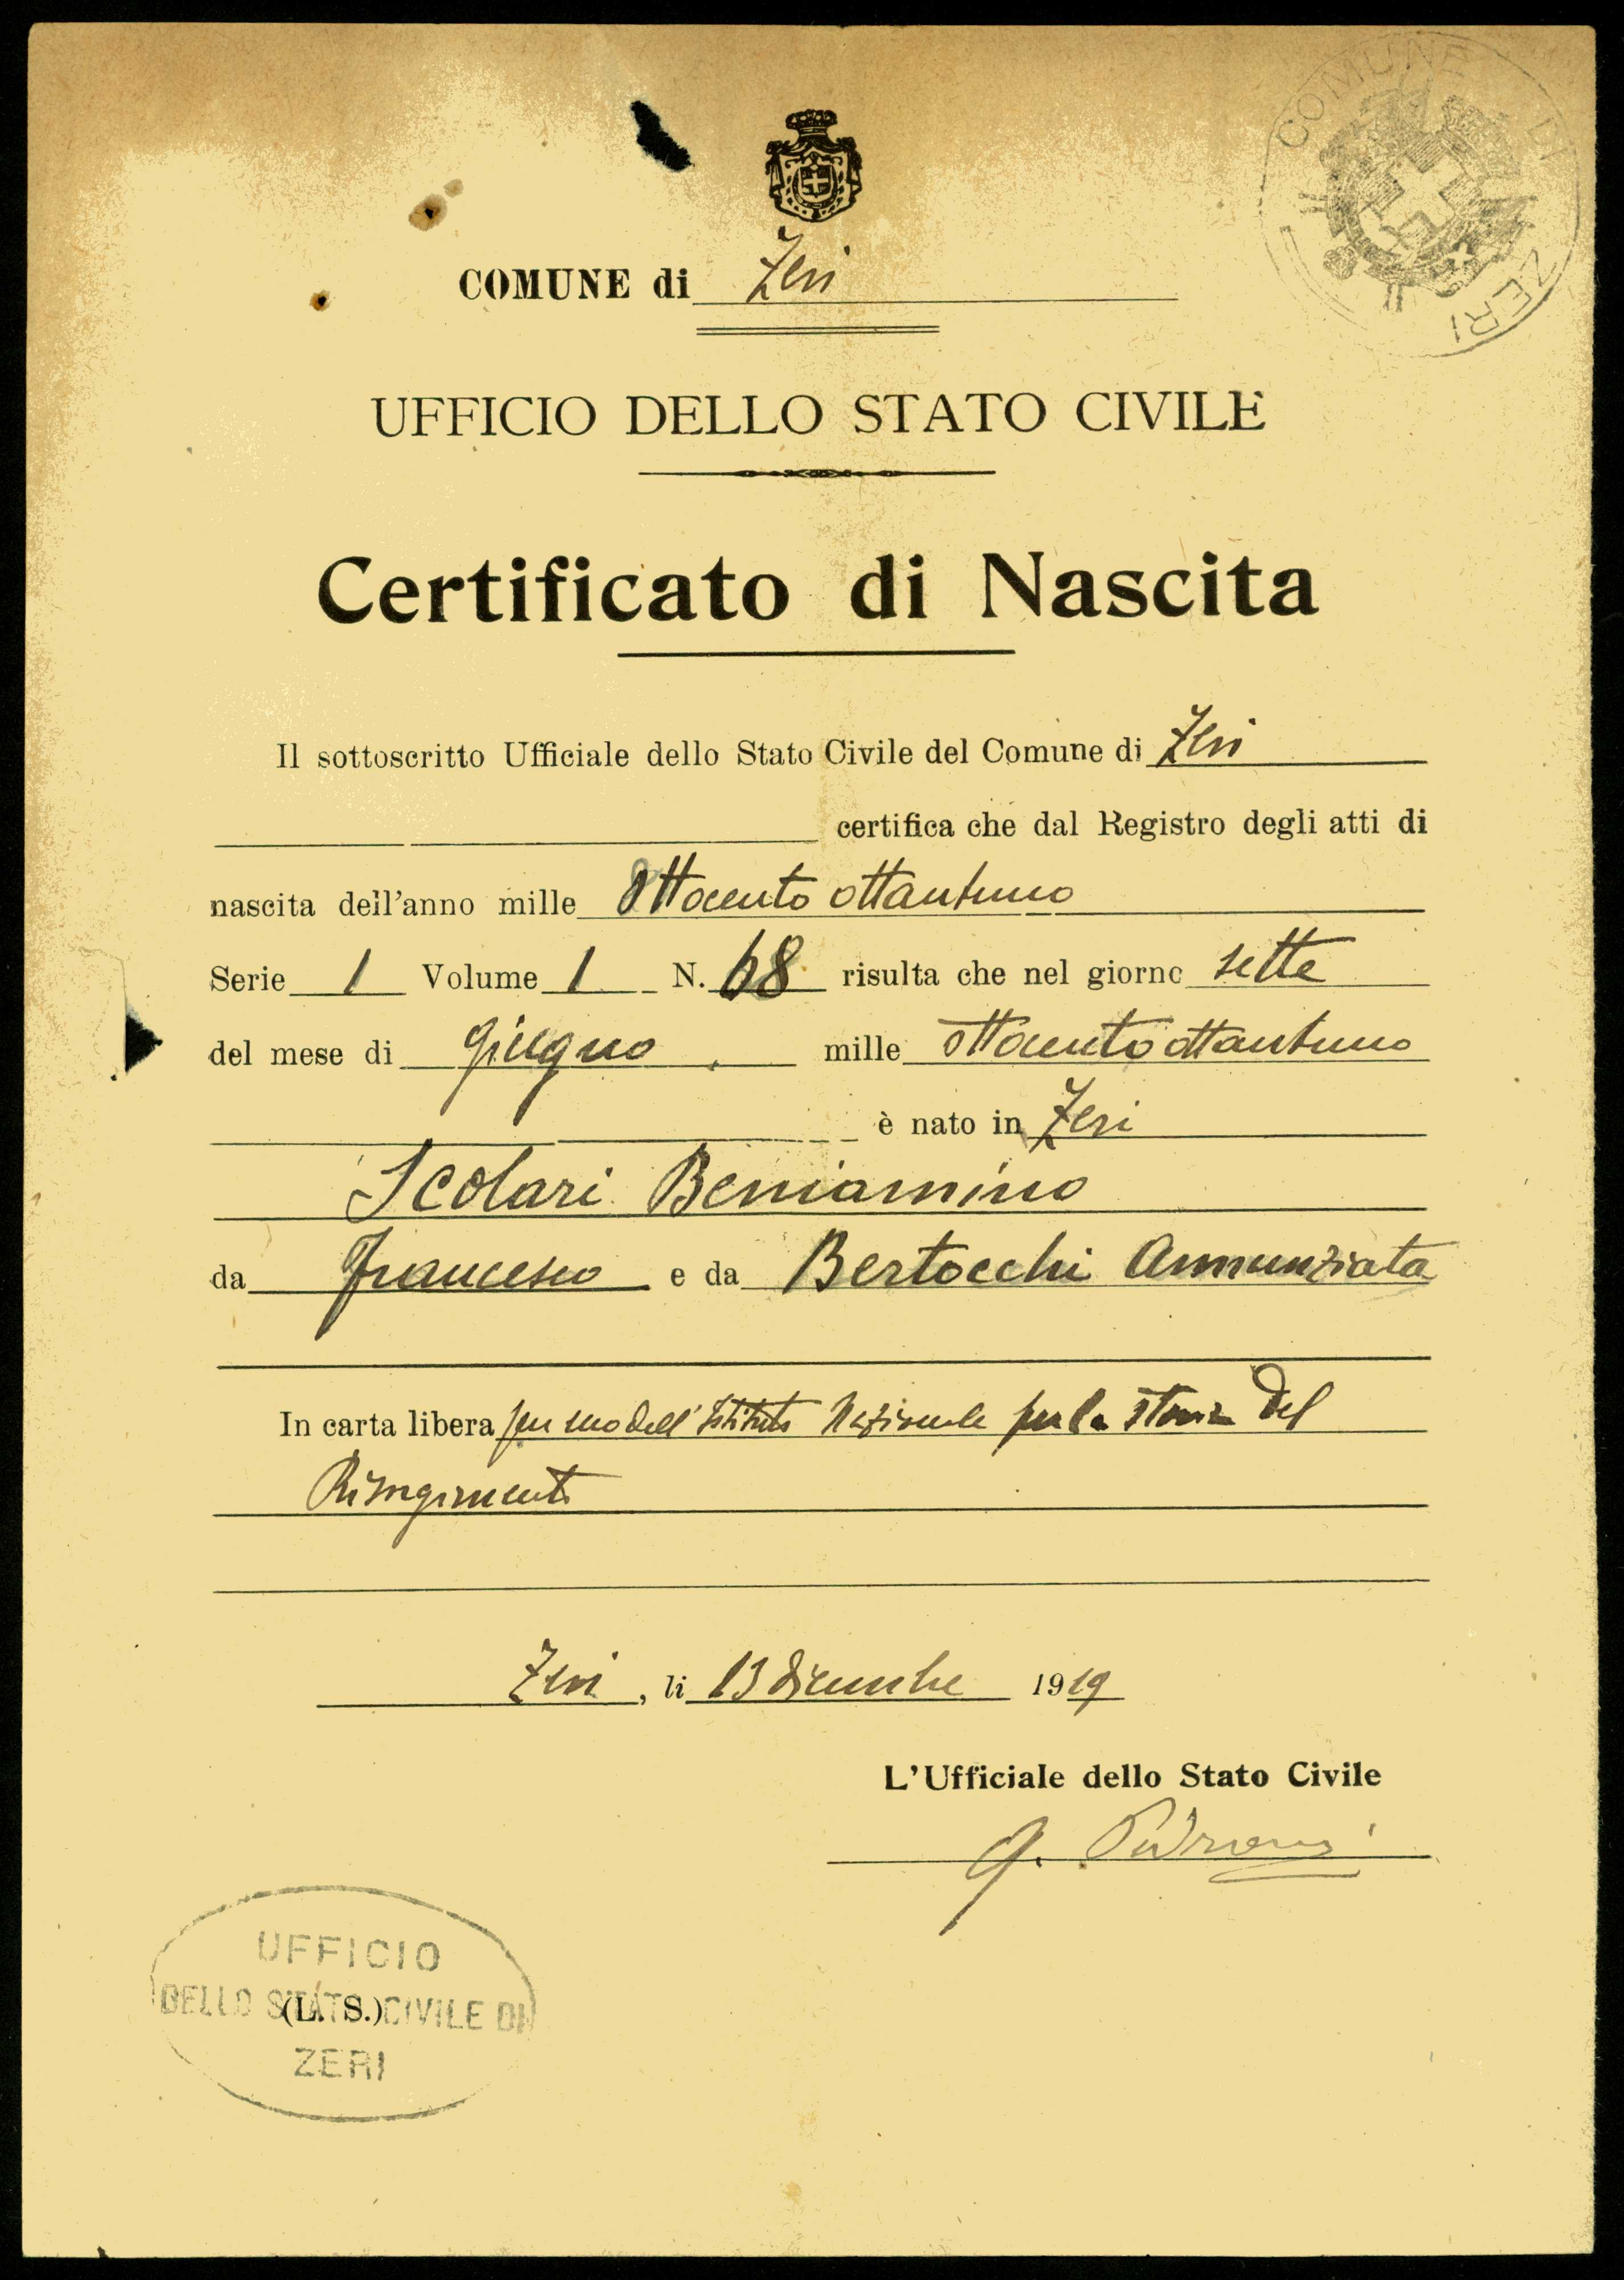 COMUNE DI ZERI
COMUNE di Zeri
UFFICIO DELLO STATO CIVILE
Certificato di Nascita
Il sottoscritto Ufficiale dello Stato Civile del Comune di Zeri
certifica che dal Registro degli atti di
nascita dell'anno mille ottocento ottantuno
Serie 1 Volume 1 N. 68 risulta che nel giorno sette
del mese di giugno mille ottocento ottantuno
è nato in Zeri
Scolari Beniamino
da Francesco e da Bertocchi Annunziata
In carta libera per uso dell'Istituto Nazionale per la storia del
Risorgimento
Zeri, li 13 dicembre 1919
L'Ufficiale dello Stato Civile
G.
UFFICIO
DELLO STATO CIVILE DI
(L. S.)
ZERI